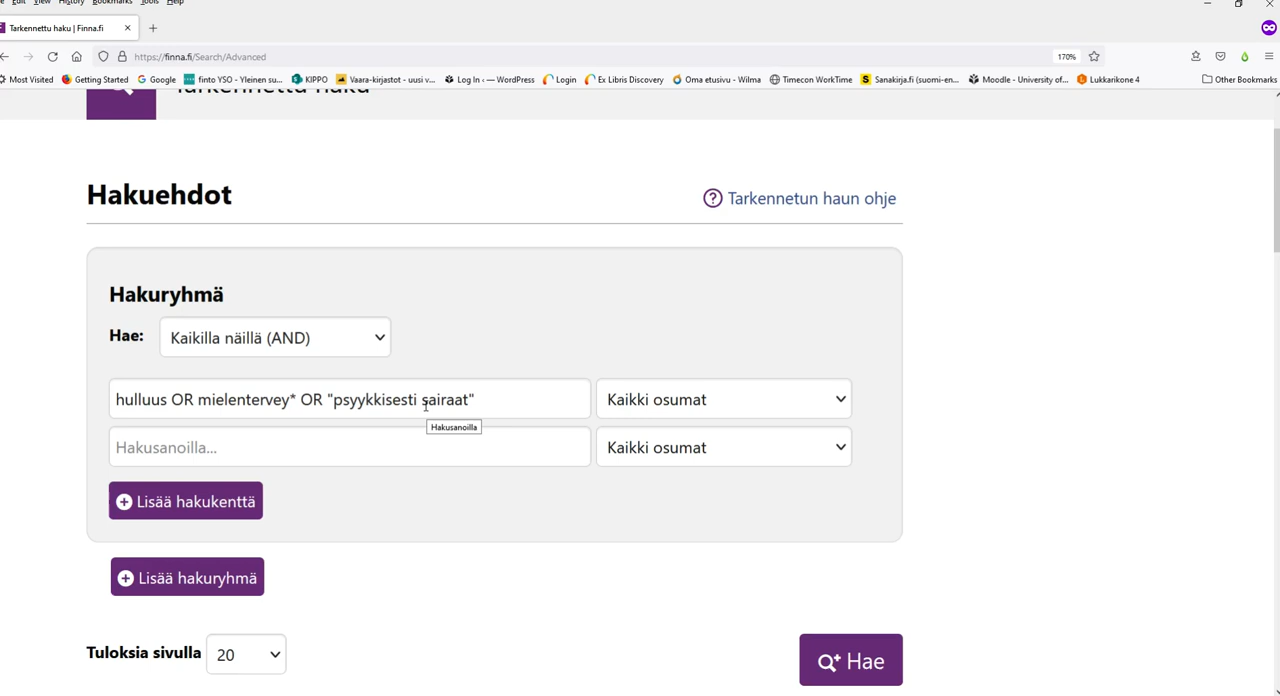 Edit View History Bookmarks Tools Help
Tarkennettu haku | Finna.fi
https://finna.fi/Search/Advanced
170%
Most Visited Getting Started Google finto YSO - Yleinen su... KIPPO Vaara-kirjastot - uusi v... Log In ‹ — WordPress Login Ex Libris Discovery Oma etusivu - Wilma Timecon WorkTime Sanakirja.fi (suomi-en... Moodle - University of... Lukkarikone 4 Other Bookmarks
Tarkennettu haku
Hakuehdot
Tarkennetun haun ohje
Hakuryhmä
Hae: Kaikilla näillä (AND)
hulluus OR mielentervey* OR "psyykkisesti sairaat" Kaikki osumat
Hakusanoilla
Hakusanoilla... Kaikki osumat
Lisää hakukenttä
Lisää hakuryhmä
Tuloksia sivulla 20
Hae